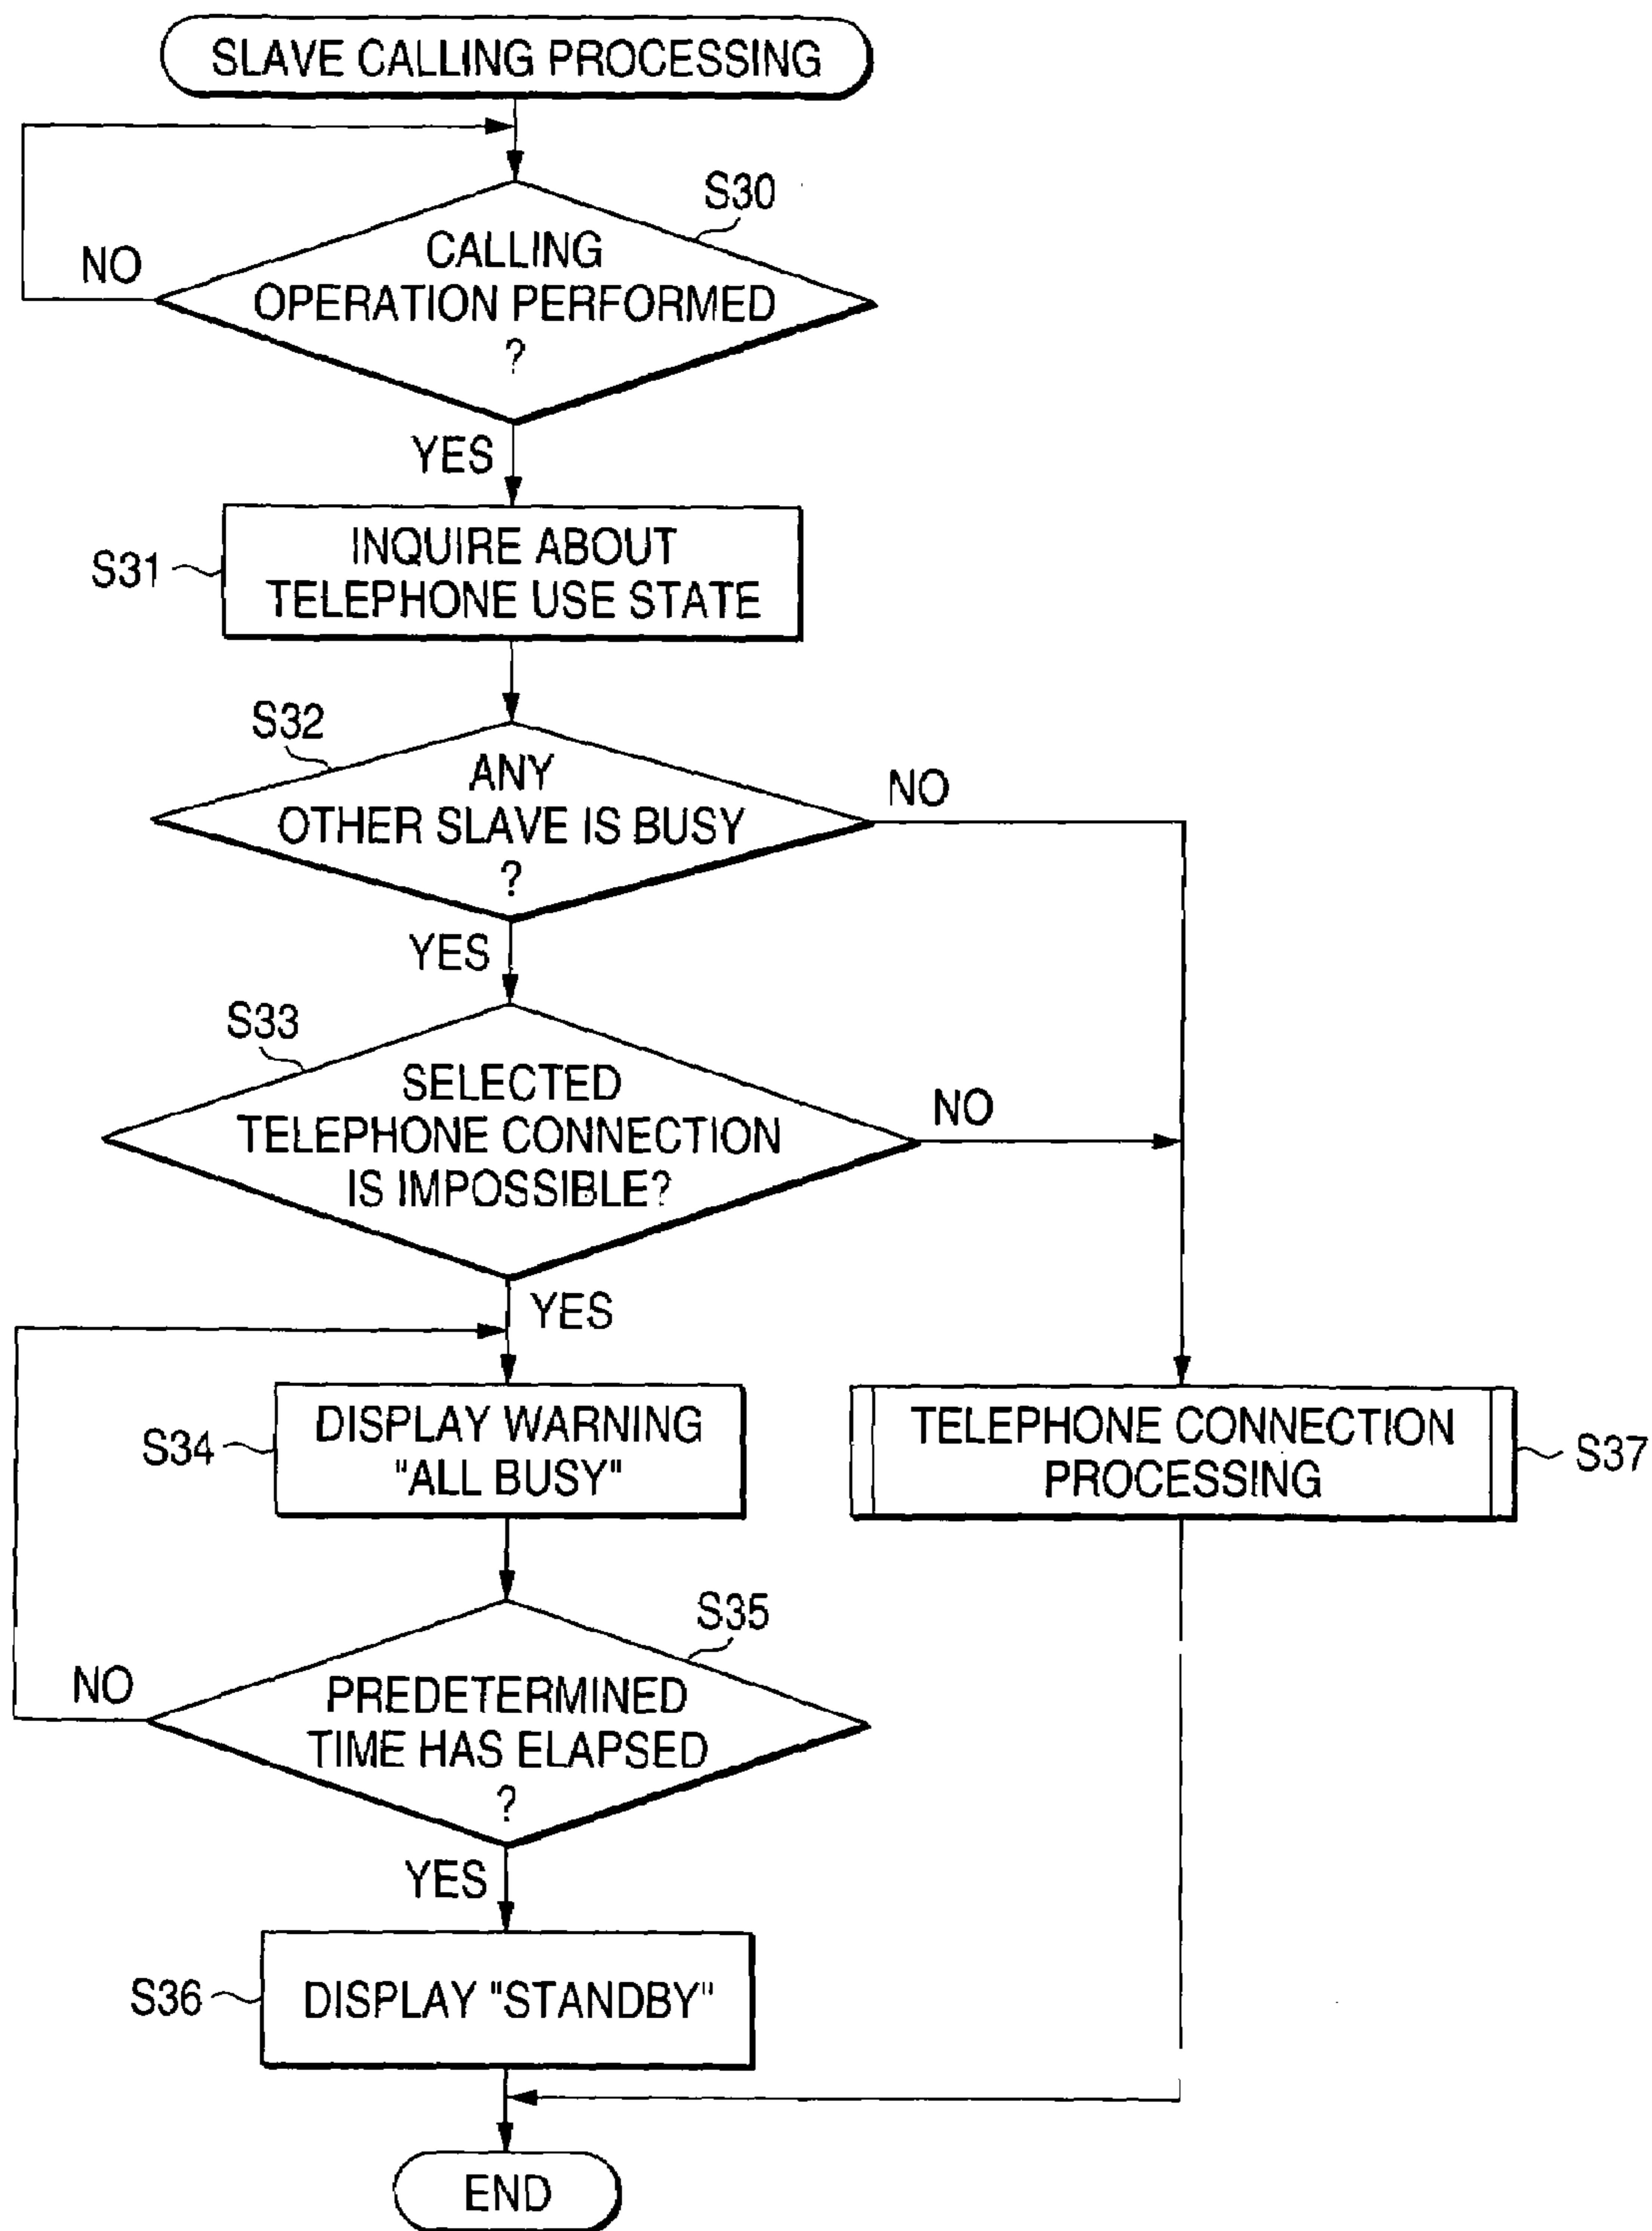 SLAVE CALLING PROCESSING
S30
CALLING
OPERATION PERFORMED
?
NO
YES
S31
INQUIRE ABOUT
TELEPHONE USE STATE
S32
ANY
OTHER SLAVE IS BUSY
?
NO
YES
S33
SELECTED
TELEPHONE CONNECTION
IS IMPOSSIBLE?
NO
YES
S34
DISPLAY WARNING
"ALL BUSY"
TELEPHONE CONNECTION
PROCESSING
S37
S35
PREDETERMINED
TIME HAS ELAPSED
?
NO
YES
S36
DISPLAY "STANDBY"
END